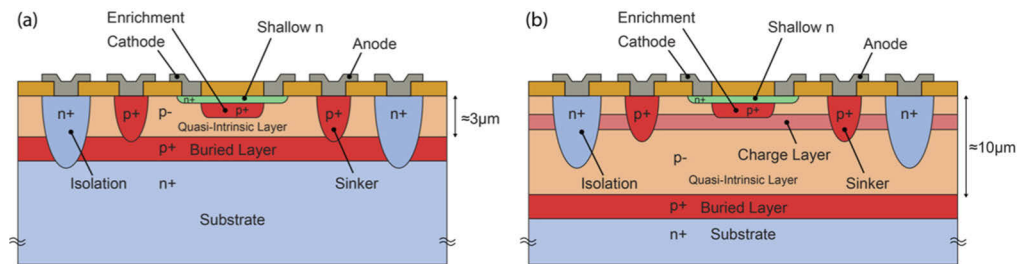 (a)
Enrichment
Shallow n
Cathode
Anode
n+
p+
p-
n+
p+
p+
n+
≈3µm
Quasi-Intrinsic Layer
p+ Buried Layer
Isolation
n+
Sinker
Substrate
(b)
Enrichment
Shallow n
Cathode
Anode
n+
p+
n+
p+
p+
n+
Charge Layer
≈10µm
p-
Isolation
Quasi-Intrinsic Layer
Sinker
p+ Buried Layer
n+ Substrate